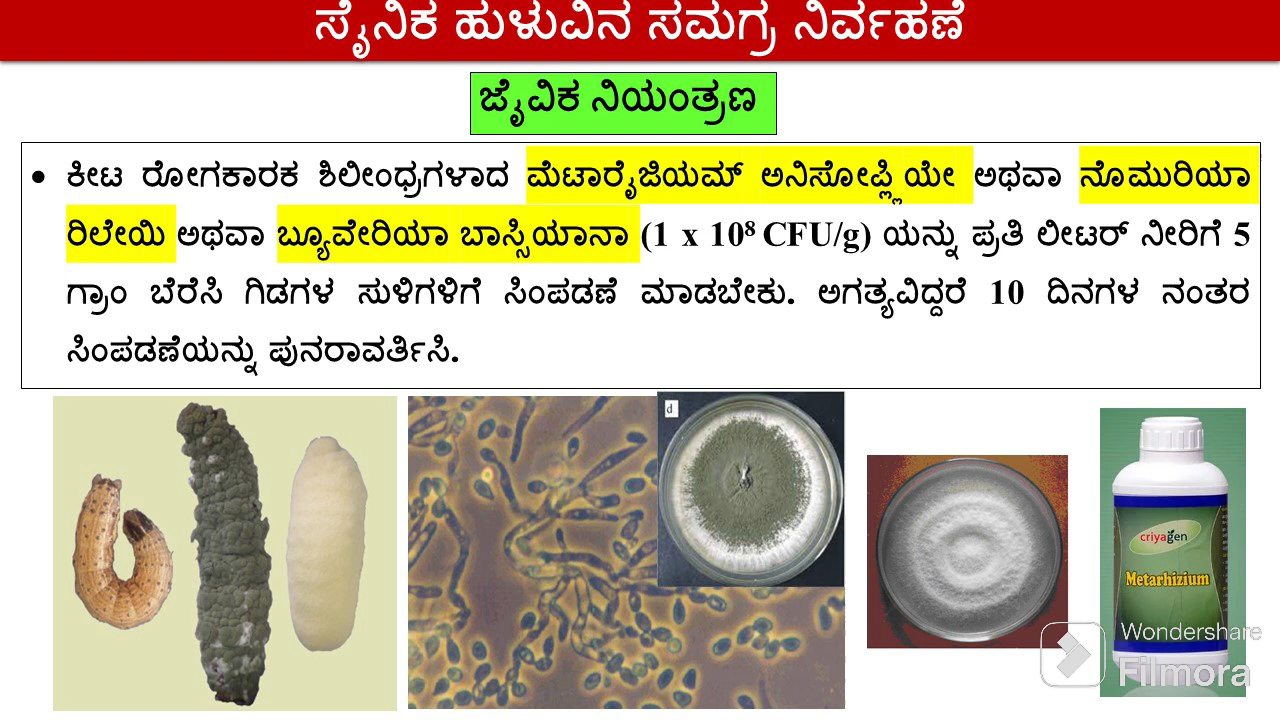 ಸೈನಿಕ ಹುಳುವಿನ ಸಮಗ್ರ ನಿರ್ವಹಣೆ
ಜೈವಿಕ ನಿಯಂತ್ರಣ
• ಕೀಟ ರೋಗಕಾರಕ ಶಿಲೀಂಧ್ರಗಳಾದ ಮೆಟಾರೈಜಿಯಮ್ ಅನಿಸೋಪ್ಲಿಯೇ ಅಥವಾ ನೊಮುರಿಯಾ
ರಿಲೇಯಿ ಅಥವಾ ಬ್ಯೂವೇರಿಯಾ ಬಾಸ್ಸಿಯಾನಾ (1 x 10⁸ CFU/g) ಯನ್ನು ಪ್ರತಿ ಲೀಟರ್ ನೀರಿಗೆ 5
ಗ್ರಾಂ ಬೆರೆಸಿ ಗಿಡಗಳ ಸುಳಿಗಳಿಗೆ ಸಿಂಪಡಣೆ ಮಾಡಬೇಕು. ಅಗತ್ಯವಿದ್ದರೆ 10 ದಿನಗಳ ನಂತರ
ಸಿಂಪಡಣೆಯನ್ನು ಪುನರಾವರ್ತಿಸಿ.
d
criyagen
Metarhizium
Wondershare
Filmora